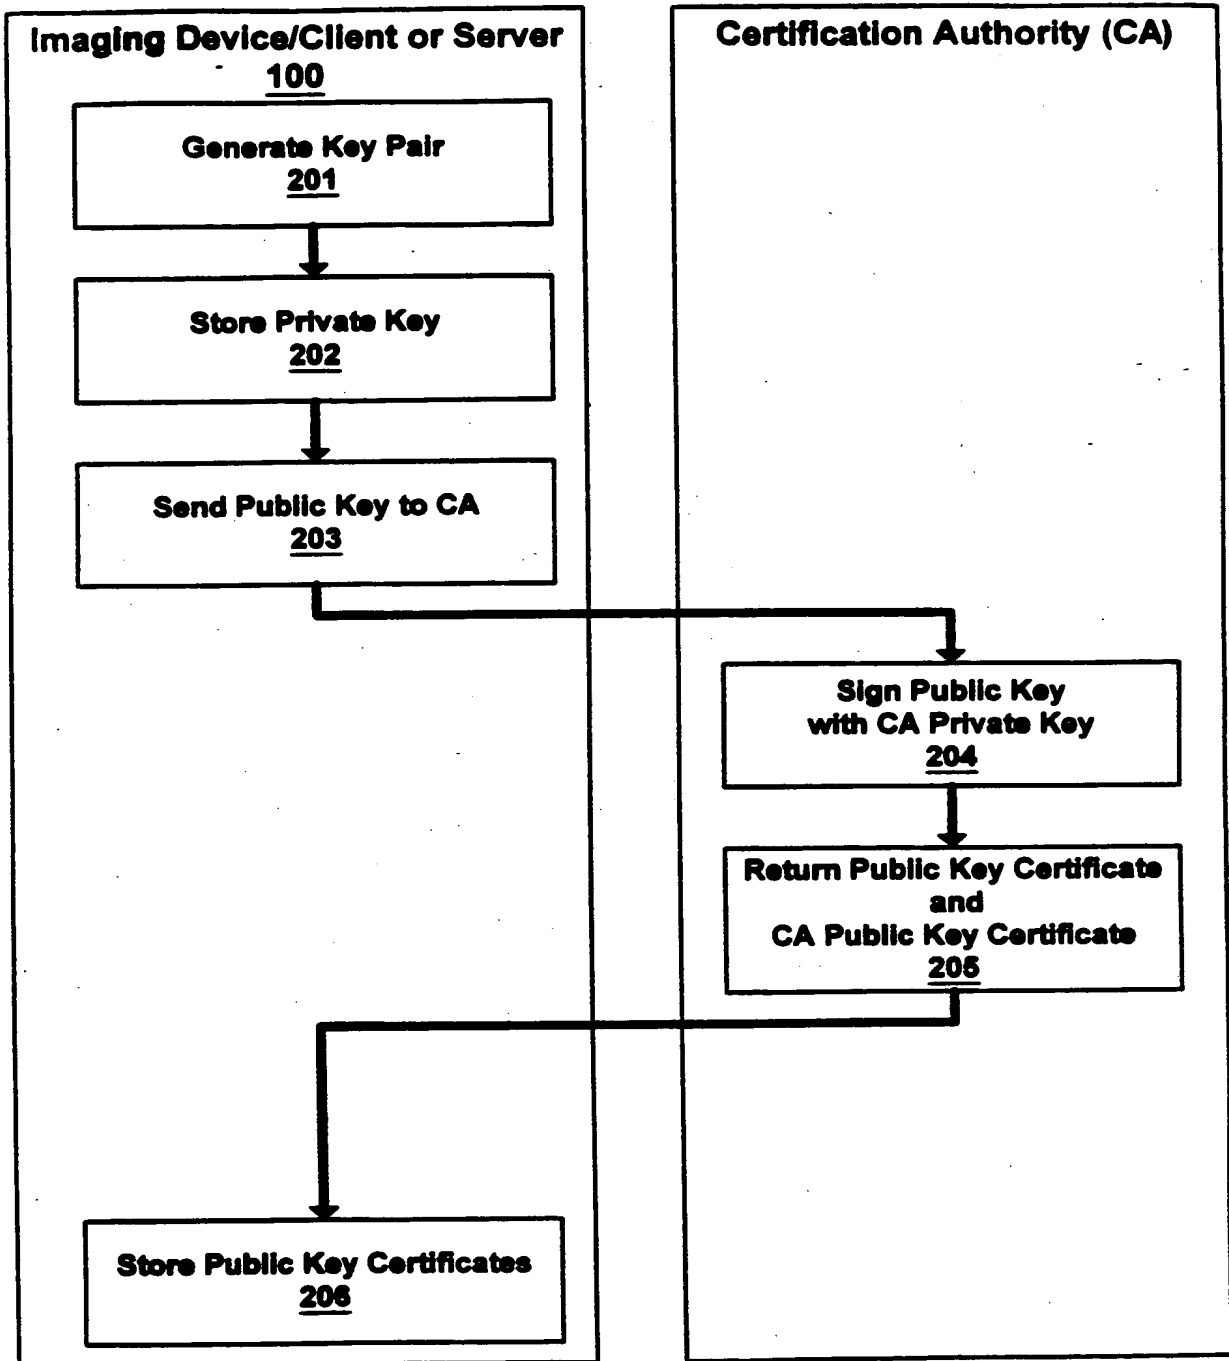 Imaging Device/Client or Server
100
Generate Key Pair
201
Store Private Key
202
Send Public Key to CA
203
Certification Authority (CA)
Sign Public Key
with CA Private Key
204
Return Public Key Certificate
and
CA Public Key Certificate
205
Store Public Key Certificates
206